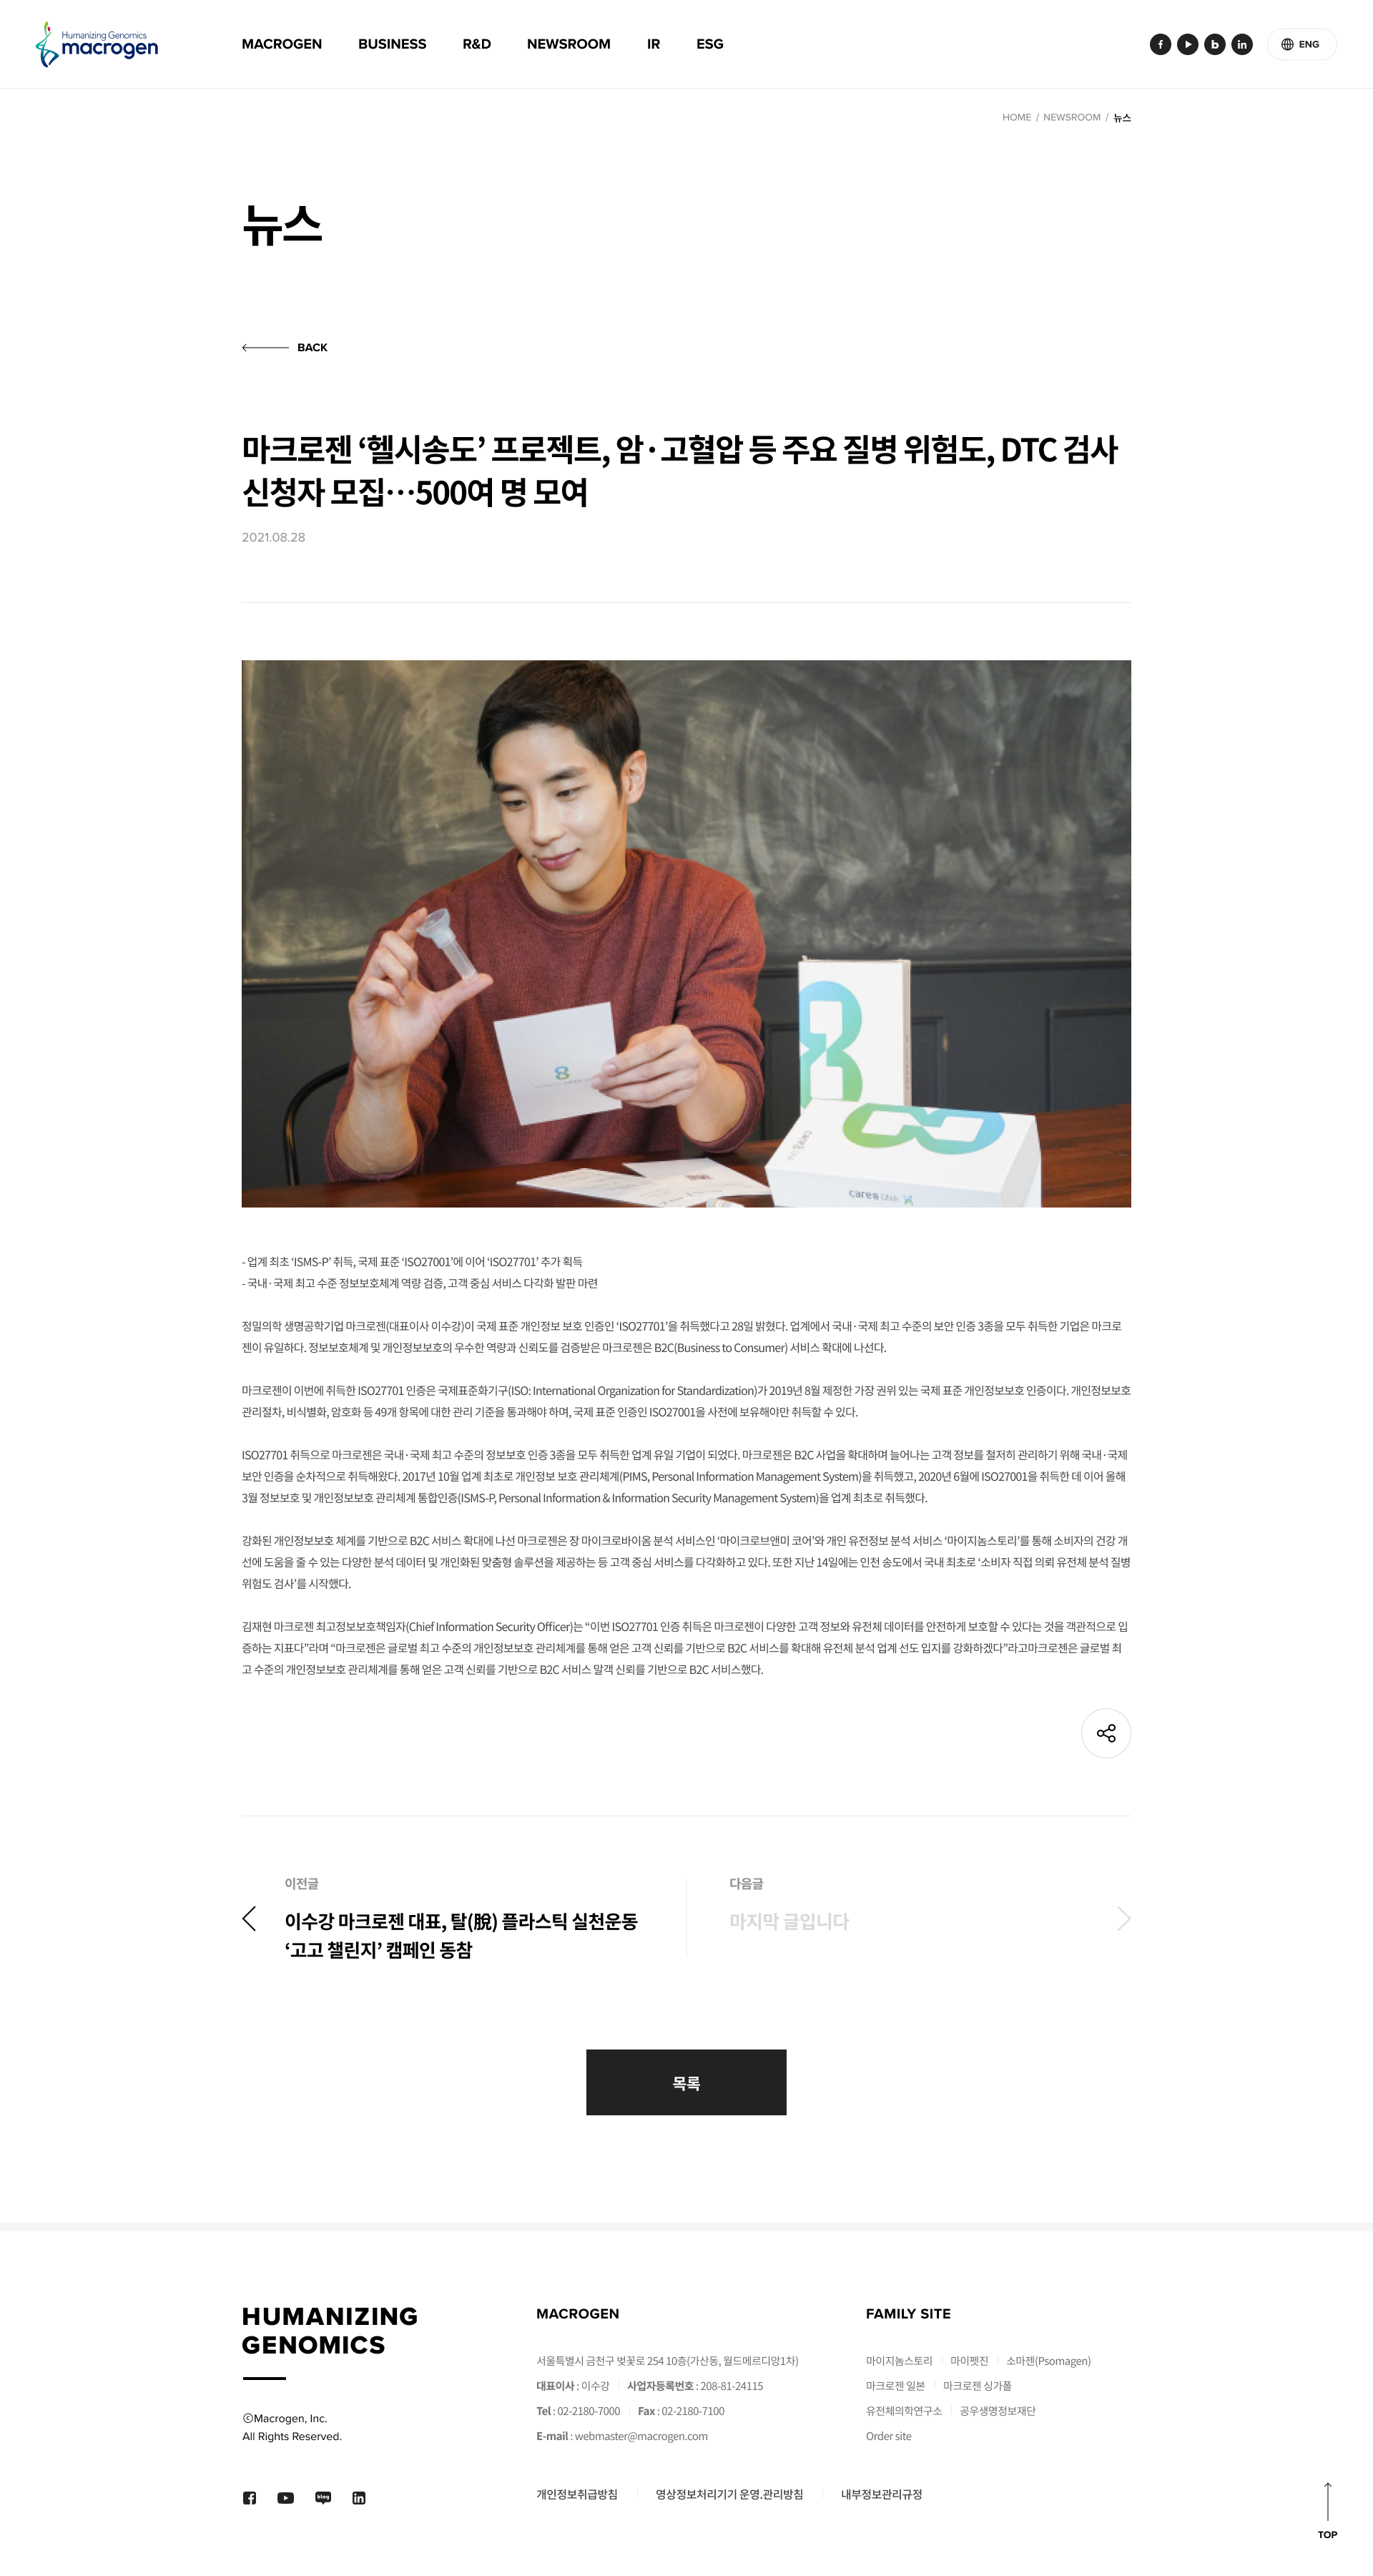 Humanizing Genomics
macrogen
MACROGEN BUSINESS R&D NEWSROOM IR ESG
ENG
HOME / NEWSROOM / 뉴스
뉴스
BACK
마크로젠 ‘헬시송도’ 프로젝트, 암·고혈압 등 주요 질병 위험도, DTC 검사
신청자 모집…500여 명 모여
2021.08.28
care8 DNA
- 업계 최초 ‘ISMS-P’ 취득, 국제 표준 ‘ISO27001’에 이어 ‘ISO27701’ 추가 획득
- 국내·국제 최고 수준 정보보호체계 역량 검증, 고객 중심 서비스 다각화 발판 마련
정밀의학 생명공학기업 마크로젠(대표이사 이수강)이 국제 표준 개인정보 보호 인증인 ‘ISO27701’을 취득했다고 28일 밝혔다. 업계에서 국내·국제 최고 수준의 보안 인증 3종을 모두 취득한 기업은 마크로
젠이 유일하다. 정보보호체계 및 개인정보보호의 우수한 역량과 신뢰도를 검증받은 마크로젠은 B2C(Business to Consumer) 서비스 확대에 나선다.
마크로젠이 이번에 취득한 ISO27701 인증은 국제표준화기구(ISO: International Organization for Standardization)가 2019년 8월 제정한 가장 권위 있는 국제 표준 개인정보보호 인증이다. 개인정보보호
관리절차, 비식별화, 암호화 등 49개 항목에 대한 관리 기준을 통과해야 하며, 국제 표준 인증인 ISO27001을 사전에 보유해야만 취득할 수 있다.
ISO27701 취득으로 마크로젠은 국내·국제 최고 수준의 정보보호 인증 3종을 모두 취득한 업계 유일 기업이 되었다. 마크로젠은 B2C 사업을 확대하며 늘어나는 고객 정보를 철저히 관리하기 위해 국내·국제
보안 인증을 순차적으로 취득해왔다. 2017년 10월 업계 최초로 개인정보 보호 관리체계(PIMS, Personal Information Management System)을 취득했고, 2020년 6월에 ISO27001을 취득한 데 이어 올해
3월 정보보호 및 개인정보보호 관리체계 통합인증(ISMS-P, Personal Information & Information Security Management System)을 업계 최초로 취득했다.
강화된 개인정보보호 체계를 기반으로 B2C 서비스 확대에 나선 마크로젠은 장 마이크로바이옴 분석 서비스인 ‘마이크로브앤미 코어’와 개인 유전정보 분석 서비스 ‘마이지놈스토리’를 통해 소비자의 건강 개
선에 도움을 줄 수 있는 다양한 분석 데이터 및 개인화된 맞춤형 솔루션을 제공하는 등 고객 중심 서비스를 다각화하고 있다. 또한 지난 14일에는 인천 송도에서 국내 최초로 ‘소비자 직접 의뢰 유전체 분석 질병
위험도 검사’를 시작했다.
김재현 마크로젠 최고정보보호책임자(Chief Information Security Officer)는 “이번 ISO27701 인증 취득은 마크로젠이 다양한 고객 정보와 유전체 데이터를 안전하게 보호할 수 있다는 것을 객관적으로 입
증하는 지표다”라며 “마크로젠은 글로벌 최고 수준의 개인정보보호 관리체계를 통해 얻은 고객 신뢰를 기반으로 B2C 서비스를 확대해 유전체 분석 업계 선도 입지를 강화하겠다”라고마크로젠은 글로벌 최
고 수준의 개인정보보호 관리체계를 통해 얻은 고객 신뢰를 기반으로 B2C 서비스 말객 신뢰를 기반으로 B2C 서비스했다.
이전글
이수강 마크로젠 대표, 탈(脫) 플라스틱 실천운동
‘고고 챌린지’ 캠페인 동참
다음글
마지막 글입니다
목록
HUMANIZING
GENOMICS
©Macrogen, Inc.
All Rights Reserved.
MACROGEN
서울특별시 금천구 벚꽃로 254 10층(가산동, 월드메르디앙1차)
대표이사 : 이수강 사업자등록번호 : 208-81-24115
Tel : 02-2180-7000 Fax : 02-2180-7100
E-mail : webmaster@macrogen.com
FAMILY SITE
마이지놈스토리 마이펫진 소마젠(Psomagen)
마크로젠 일본 마크로젠 싱가폴
유전체의학연구소 공우생명정보재단
Order site
blog
개인정보취급방침 영상정보처리기기 운영.관리방침 내부정보관리규정
TOP